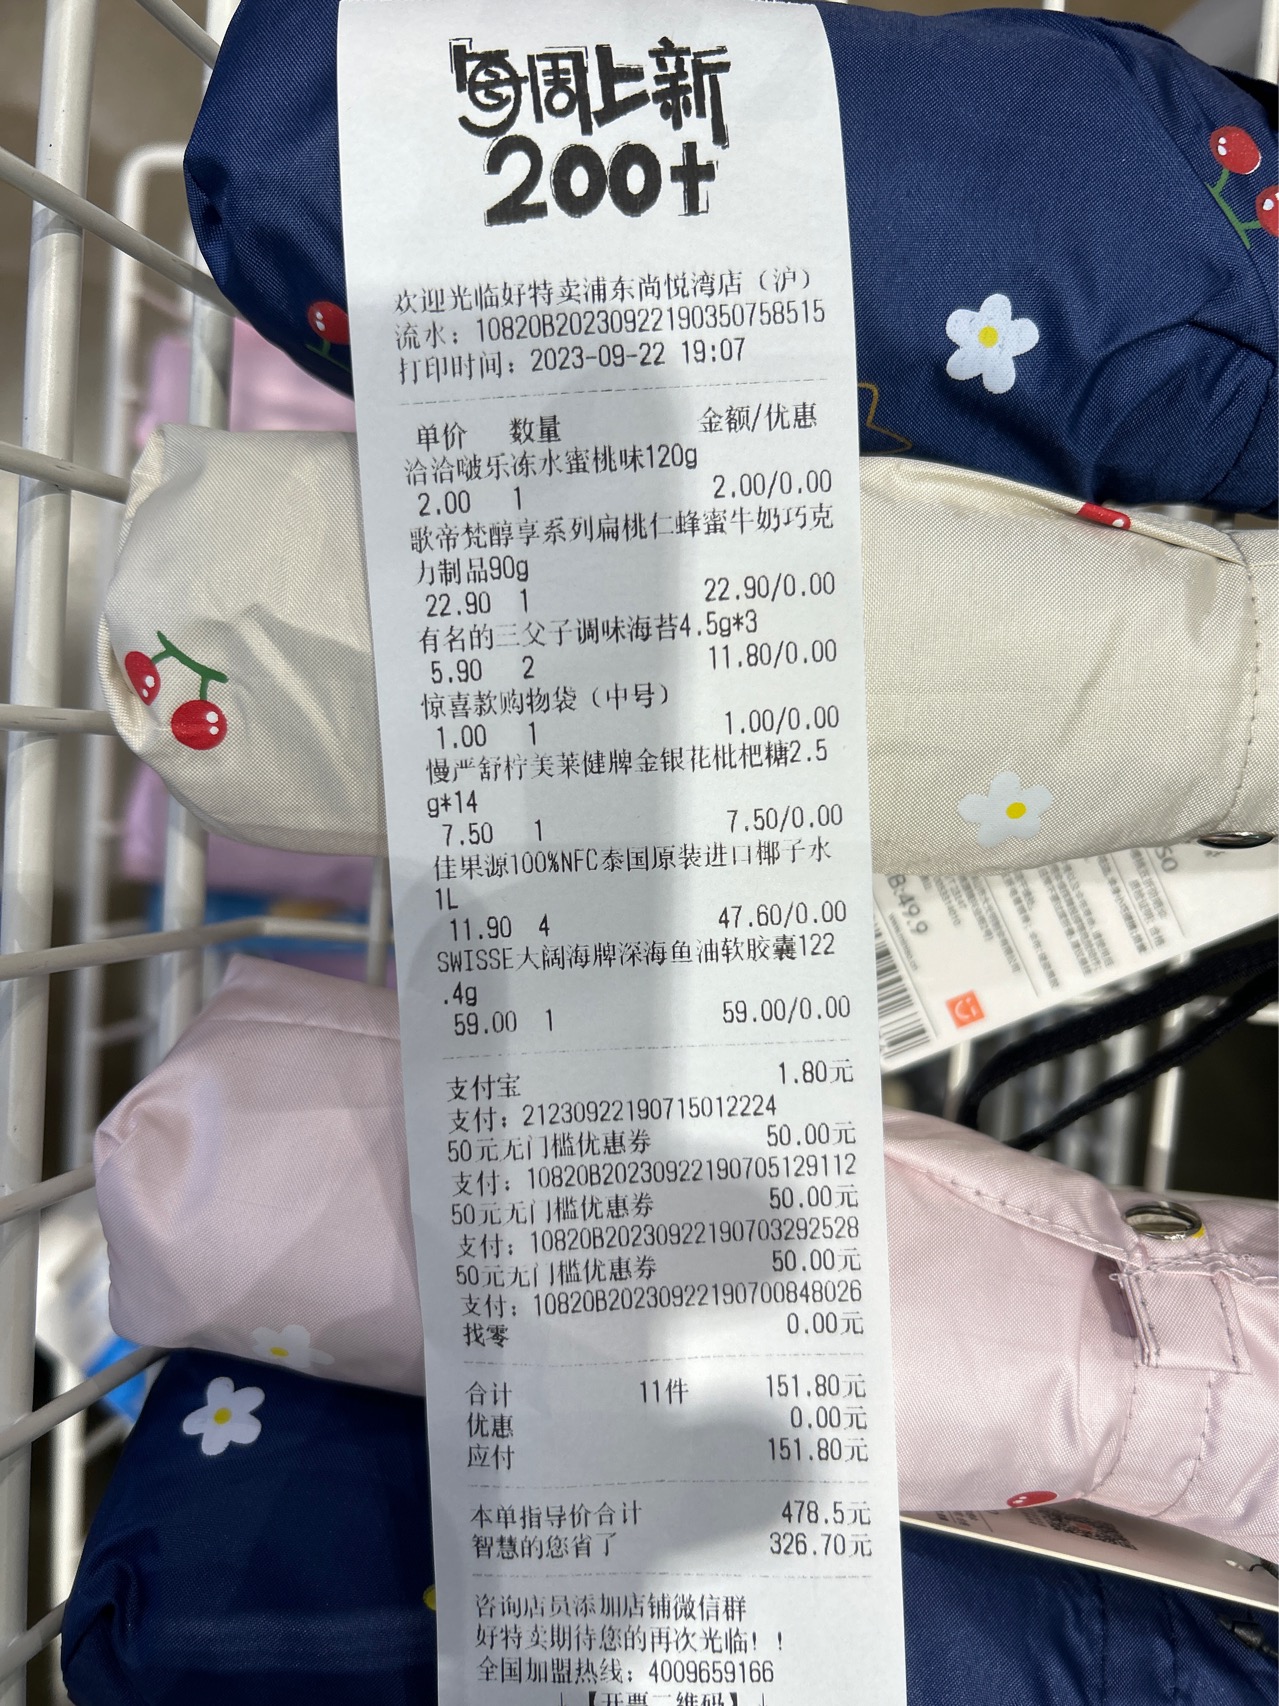 每周上新
200+
欢迎光临好特卖浦东尚悦湾店（沪）
流水：10820B20230922190350758515
打印时间：2023-09-22 19:07
单价 数量 金额/优惠
洽洽啵乐冻水蜜桃味120g
2.00 1 2.00/0.00
歌帝梵醇享系列扁桃仁蜂蜜牛奶巧克
力制品90g
22.90 1 22.90/0.00
有名的三父子调味海苔4.5g*3
5.90 2 11.80/0.00
惊喜款购物袋（中号）
1.00 1 1.00/0.00
慢严舒柠美莱健牌金银花枇杷糖2.5
g*14
7.50 1 7.50/0.00
佳果源100%NFC泰国原装进口椰子水
1L
11.90 4 47.60/0.00
SWISSE大阔海牌深海鱼油软胶囊122
.4g
59.00 1 59.00/0.00
支付宝 1.80元
支付：21230922190715012224
50元无门槛优惠券 50.00元
支付：10820B20230922190705129112
50元无门槛优惠券 50.00元
支付：10820B20230922190703292528
50元无门槛优惠券 50.00元
支付：10820B20230922190700848026
找零 0.00元
合计 11件 151.80元
优惠 0.00元
应付 151.80元
本单指导价合计 478.5元
智慧的您省了 326.70元
咨询店员添加店铺微信群
好特卖期待您的再次光临！！
全国加盟热线：4009659166
↓【开票二维码】↓